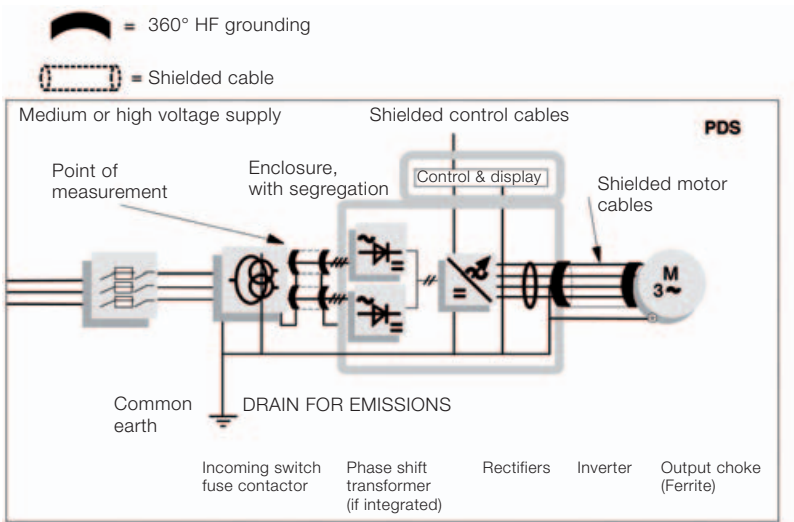 = 360° HF grounding
= Shielded cable
Medium or high voltage supply
Shielded control cables
PDS
Point of
measurement
Enclosure,
with segregation
Control & display
Shielded motor
cables
M
3~
Common
earth
DRAIN FOR EMISSIONS
Incoming switch
fuse contactor
Phase shift
transformer
(if integrated)
Rectifiers
Inverter
Output choke
(Ferrite)